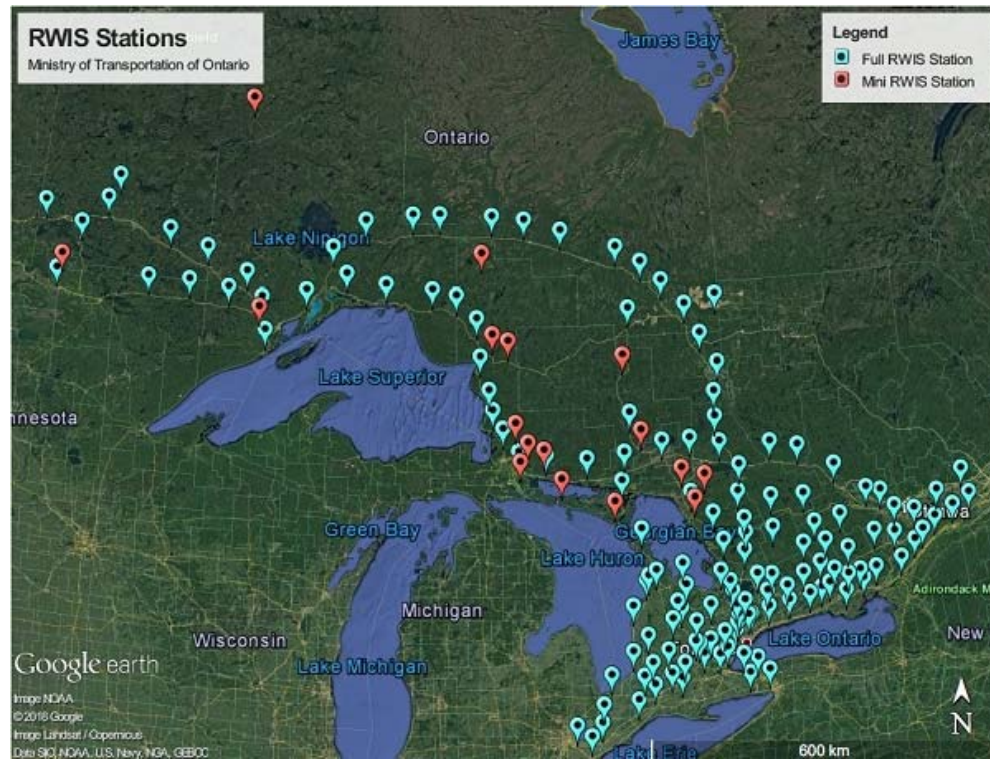 RWIS Stations
Ministry of Transportation of Ontario
Legend
Full RWIS Station
Mini RWIS Station
James Bay
Ontario
Lake Nipigon
Lake Superior
nnesota
Green Bay
Georgian Bay
Lake Huron
Adirondack M
Michigan
Wisconsin
Lake Ontario
New
Lake Michigan
Google earth
Image NOAA
© 2018 Google
Image Landsat / Copernicus
Data SIO, NOAA, U.S. Navy, NGA, GEBCO
Lake Erie
600 km
N